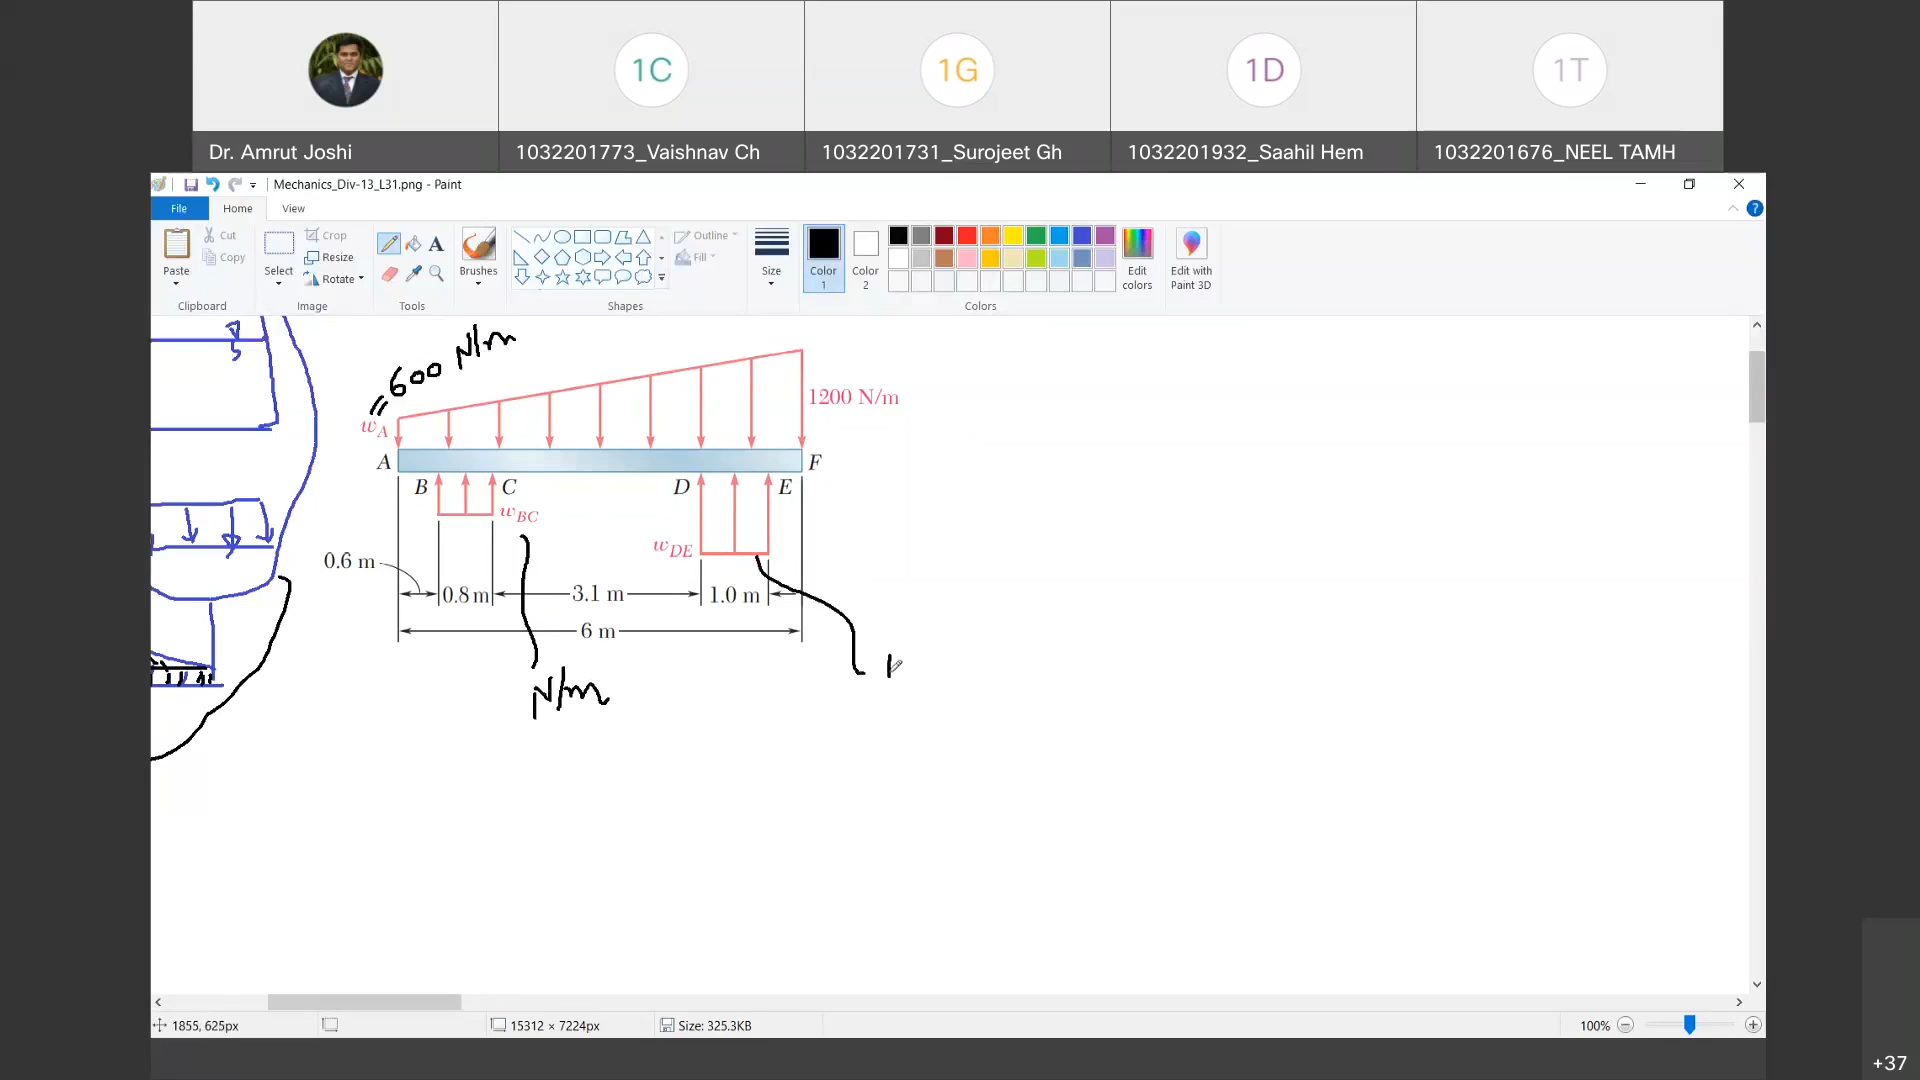 1C
1G
1D
1T
Dr. Amrut Joshi
1032201773_Vaishnav Ch
1032201731_Surojeet Gh
1032201932_Saahil Hem
1032201676_NEEL TAMH
Mechanics_Div-13_L31.png - Paint
File
Home
View
Paste
Cut
Copy
Clipboard
Select
Crop
Resize
Rotate
Image
A
Tools
Brushes
Shapes
Outline
Fill
Size
Color 1
Color 2
Edit colors
Colors
Edit with Paint 3D
?
= 600 N/m
w_A
1200 N/m
A
F
B
C
D
E
w_BC
w_DE
0.6 m
0.8 m
3.1 m
1.0 m
6 m
N/m
1855, 625px
15312 × 7224px
Size: 325.3KB
100%
+37